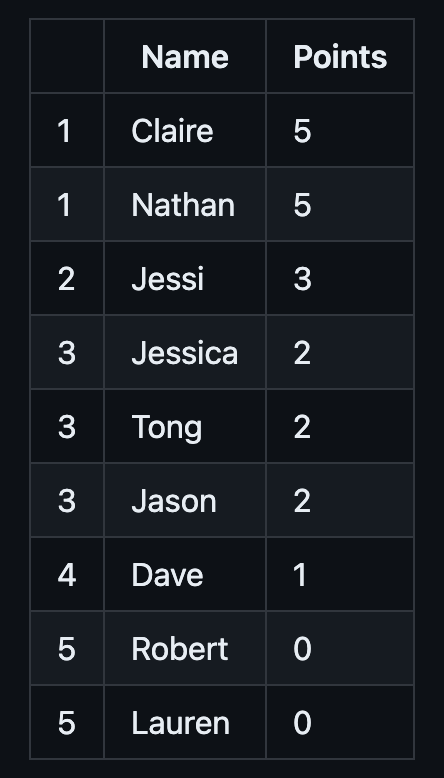 Name Points
1 Claire 5
1 Nathan 5
2 Jessi 3
3 Jessica 2
3 Tong 2
3 Jason 2
4 Dave 1
5 Robert 0
5 Lauren 0